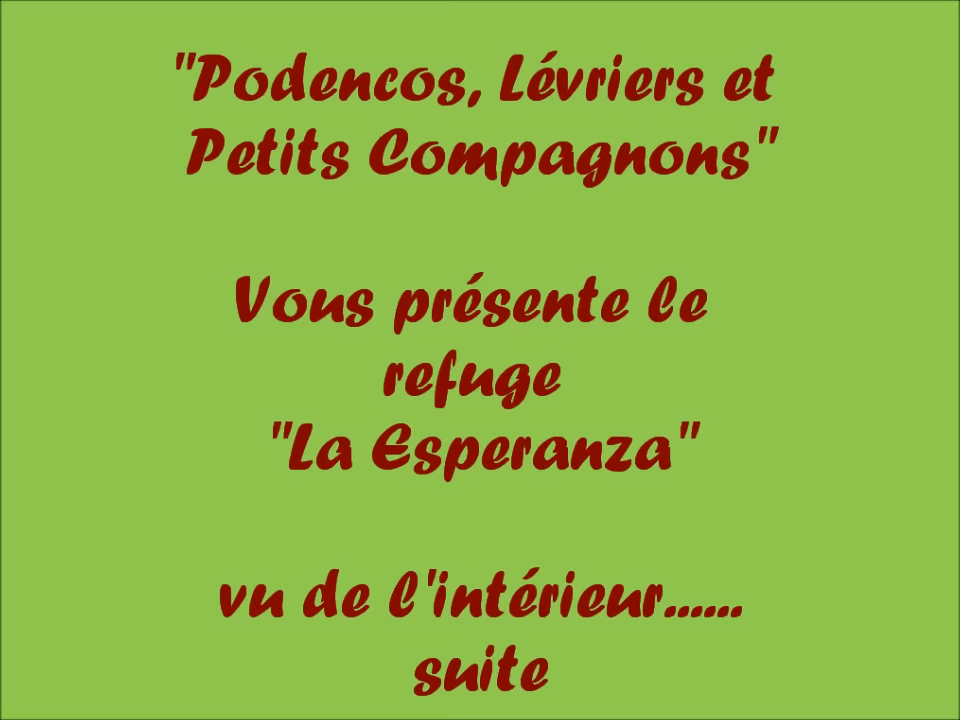 "Podencos, Lévriers et
Petits Compagnons"
Vous présente le
refuge
"La Esperanza"
vu de l'intérieur......
suite